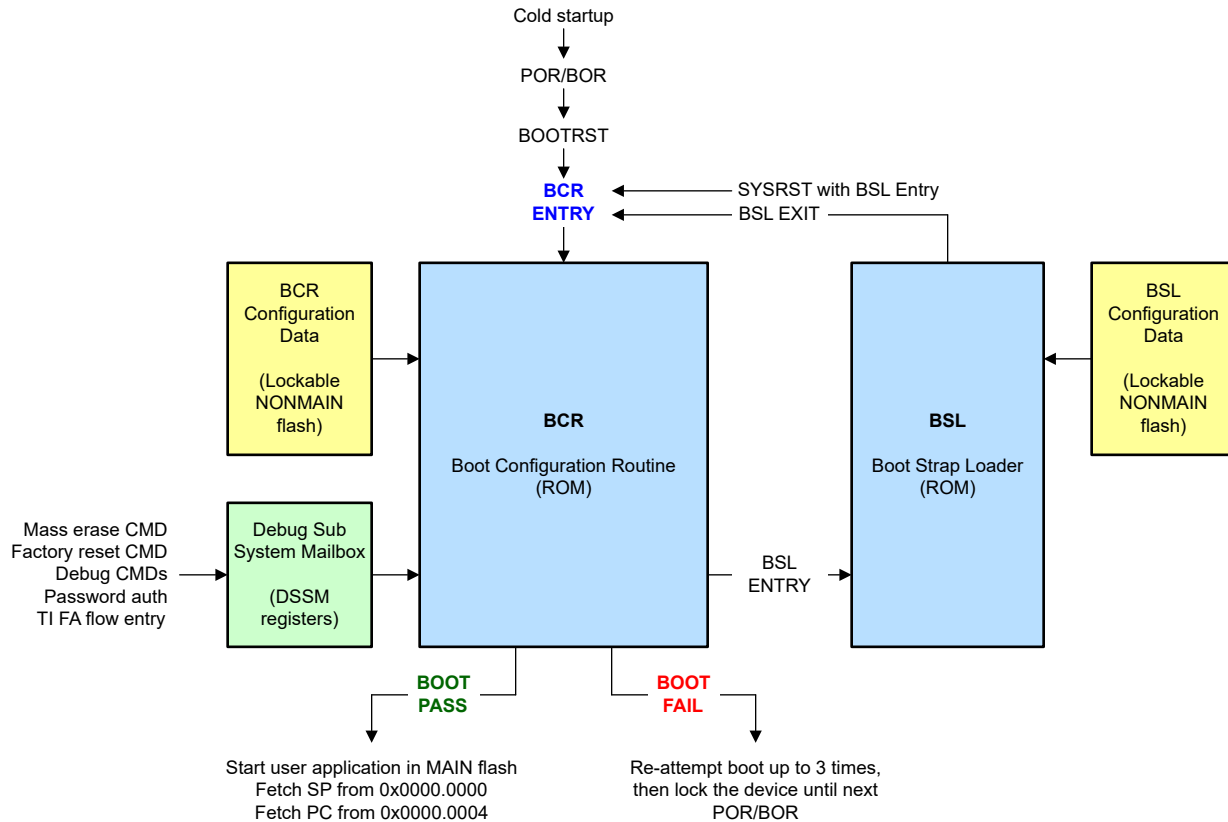 Cold startup
POR/BOR
BOOTRST
BCR
ENTRY
SYSRST with BSL Entry
BSL EXIT
BCR
Configuration
Data
(Lockable
NONMAIN
flash)
BCR
Boot Configuration Routine
(ROM)
BSL
Boot Strap Loader
(ROM)
BSL
Configuration
Data
(Lockable
NONMAIN
flash)
Mass erase CMD
Factory reset CMD
Debug CMDs
Password auth
TI FA flow entry
Debug Sub
System Mailbox
(DSSM
registers)
BSL
ENTRY
BOOT
PASS
BOOT
FAIL
Start user application in MAIN flash
Fetch SP from 0x0000.0000
Fetch PC from 0x0000.0004
Re-attempt boot up to 3 times,
then lock the device until next
POR/BOR